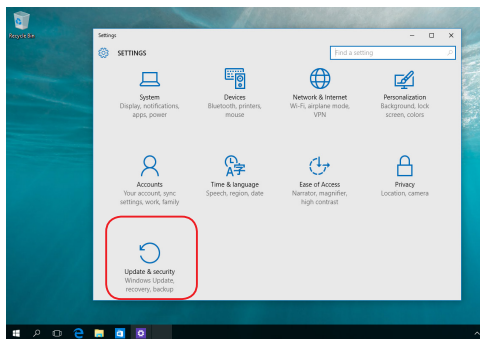 Recycle Bin
Settings
SETTINGS
Find a setting
System
Display, notifications,
apps, power
Devices
Bluetooth, printers,
mouse
Network & Internet
Wi-Fi, airplane mode,
VPN
Personalization
Background, lock
screen, colors
Accounts
Your account, sync
settings, work, family
Time & language
Speech, region, date
Ease of Access
Narrator, magnifier,
high contrast
Privacy
Location, camera
Update & security
Windows Update,
recovery, backup